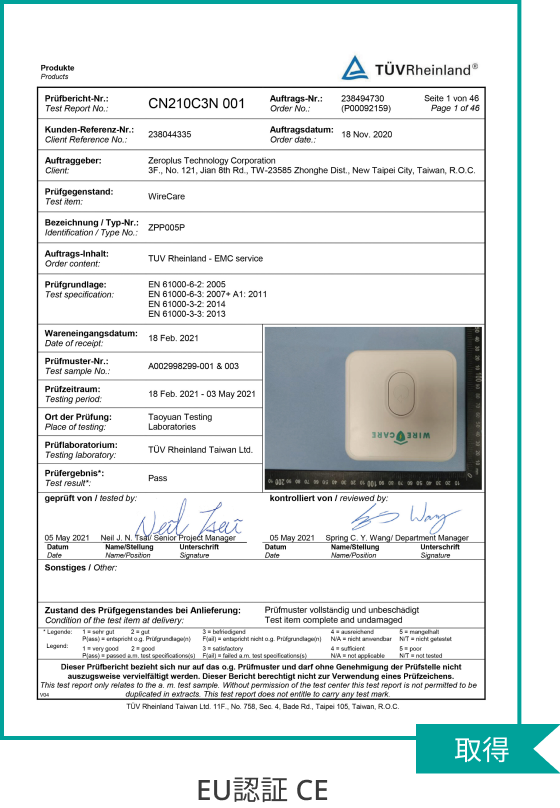 Produkte
Products
TÜVRheinland®
Prüfbericht-Nr.: CN210C3N 001 Auftrags-Nr.: 238494730 Seite 1 von 46
Test Report No.: Order No.: (P00092159) Page 1 of 46
Kunden-Referenz-Nr.: 238044335 Auftragsdatum: 18 Nov. 2020
Client Reference No.: Order date.:
Auftraggeber: Zeroplus Technology Corporation
Client: 3F., No. 121, Jian 8th Rd., TW-23585 Zhonghe Dist., New Taipei City, Taiwan, R.O.C.
Prüfgegenstand: WireCare
Test item:
Bezeichnung / Typ-Nr.: ZPP005P
Identification / Type No.:
Auftrags-Inhalt: TUV Rheinland - EMC service
Order content:
Prüfgrundlage: EN 61000-6-2: 2005
Test specification: EN 61000-6-3: 2007+ A1: 2011
EN 61000-3-2: 2014
EN 61000-3-3: 2013
Wareneingangsdatum: 18 Feb. 2021
Date of receipt:
Prüfmuster-Nr.: A002998299-001 & 003
Test sample No.:
Prüfzeitraum: 18 Feb. 2021 - 03 May 2021
Testing period:
Ort der Prüfung: Taoyuan Testing
Place of testing: Laboratories
Prüflaboratorium: TÜV Rheinland Taiwan Ltd.
Testing laboratory:
Prüfergebnis*: Pass
Test result*:
WIRE CARE
geprüft von / tested by: kontrolliert von / reviewed by:
Neil Tsai Wang
05 May 2021 Neil J. N. Tsai/ Senior Project Manager 05 May 2021 Spring C. Y. Wang/ Department Manager
Datum Name/Stellung Unterschrift Datum Name/Stellung Unterschrift
Date Name/Position Signature Date Name/Position Signature
Sonstiges / Other:
Zustand des Prüfgegenstandes bei Anlieferung: Prüfmuster vollständig und unbeschädigt
Condition of the test item at delivery: Test item complete and undamaged
* Legende: 1 = sehr gut 2 = gut 3 = befriedigend 4 = ausreichend 5 = mangelhaft
P(ass) = entspricht o.g. Prüfgrundlage(n) F(ail) = entspricht nicht o.g. Prüfgrundlage(n) N/A = nicht anwendbar N/T = nicht getestet
Legend: 1 = very good 2 = good 3 = satisfactory 4 = sufficient 5 = poor
P(ass) = passed a.m. test specification(s) F(ail) = failed a.m. test specification(s) N/A = not applicable N/T = not tested
Dieser Prüfbericht bezieht sich nur auf das o.g. Prüfmuster und darf ohne Genehmigung der Prüfstelle nicht
auszugsweise vervielfältigt werden. Dieser Bericht berechtigt nicht zur Verwendung eines Prüfzeichens.
This test report only relates to the a. m. test sample. Without permission of the test center this test report is not permitted to be
duplicated in extracts. This test report does not entitle to carry any test mark.
V04
TÜV Rheinland Taiwan Ltd. 11F., No. 758, Sec. 4, Bade Rd., Taipei 105, Taiwan, R.O.C.
取得
EU認証 CE